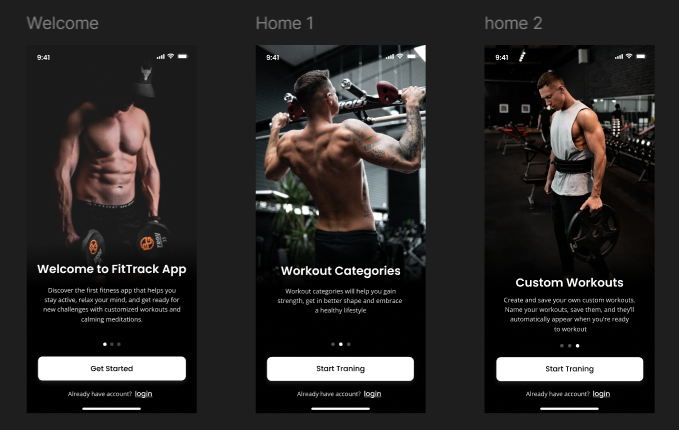 Welcome
Home 1
home 2
9:41
Welcome to FitTrack App
Discover the first fitness app that helps you
stay active, relax your mind, and get ready for
new challenges with customized workouts and
calming meditations.
Get Started
Already have account? login
9:41
Workout Categories
Workout categories will help you gain
strength, get in better shape and embrace
a healthy lifestyle
Start Traning
Already have account? login
9:41
Custom Workouts
Create and save your own custom workouts.
Name your workouts, save them, and they'll
automatically appear when you're ready
to workout
Start Traning
Already have account? login